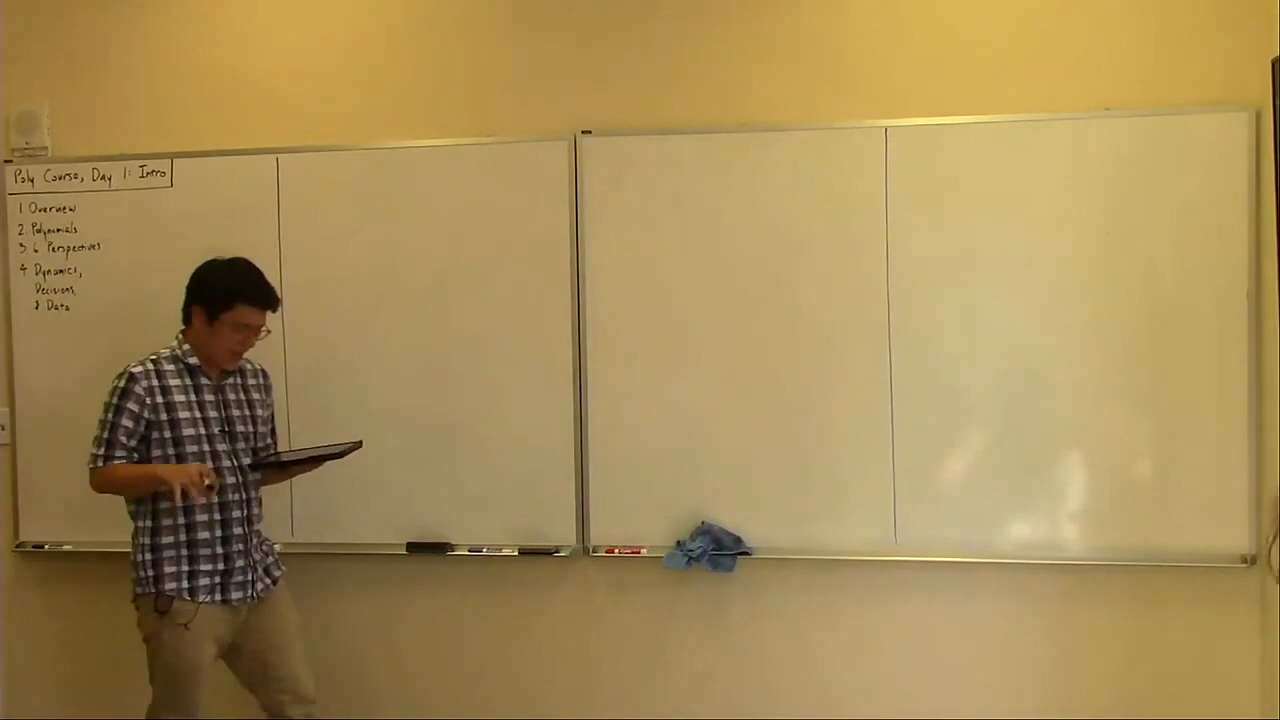 Poly Course, Day 1: Intro
1. Overview
2. Polynomials
3. 6 Perspectives
4. Dynamics,
Decisions,
& Data